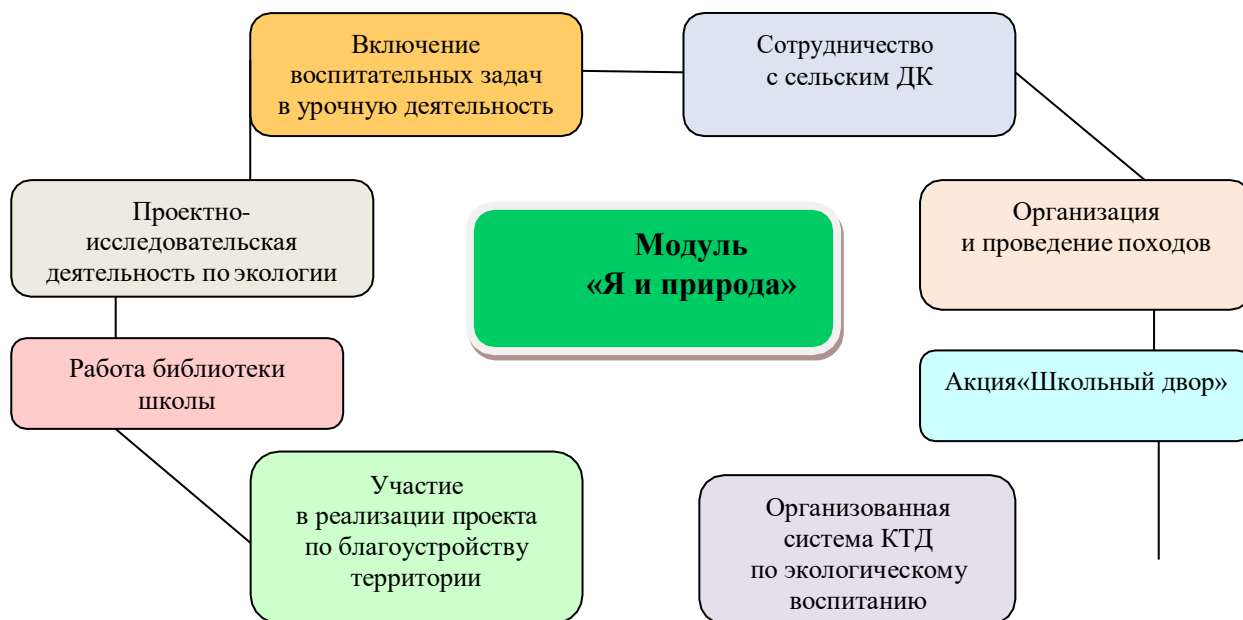 Включение
воспитательных задач
в урочную деятельность
Сотрудничество
с сельским ДК
Проектно-
исследовательская
деятельность по экологии
Модуль
«Я и природа»
Организация
и проведение походов
Работа библиотеки
школы
Акция«Школьный двор»
Участие
в реализации проекта
по благоустройству
территории
Организованная
система КТД
по экологическому
воспитанию